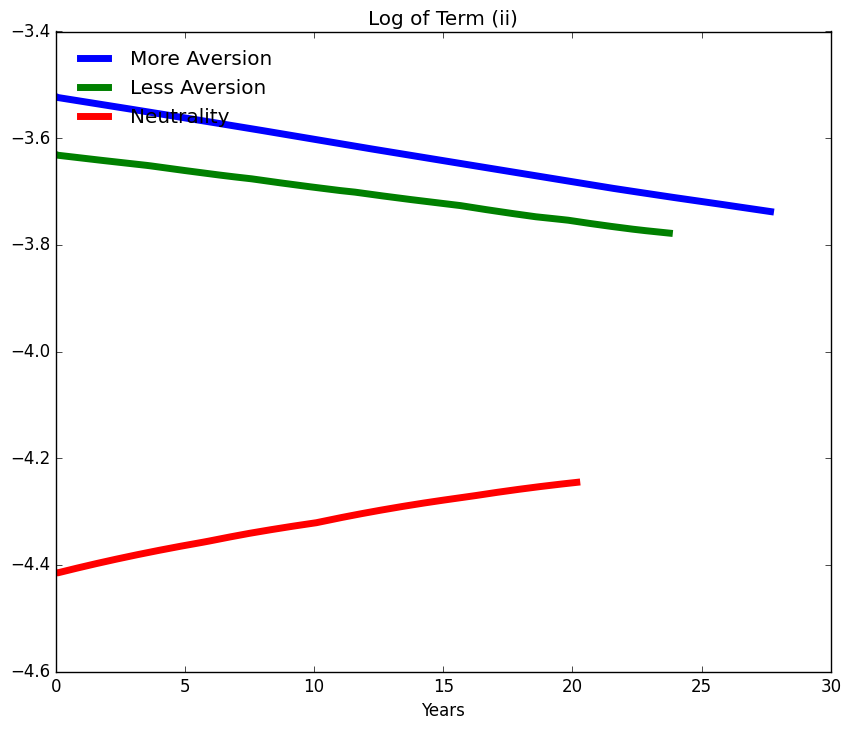 Log of Term (ii)
More Aversion
Less Aversion
Neutrality
−3.4
−3.6
−3.8
−4.0
−4.2
−4.4
−4.6
0 5 10 15 20 25 30
Years